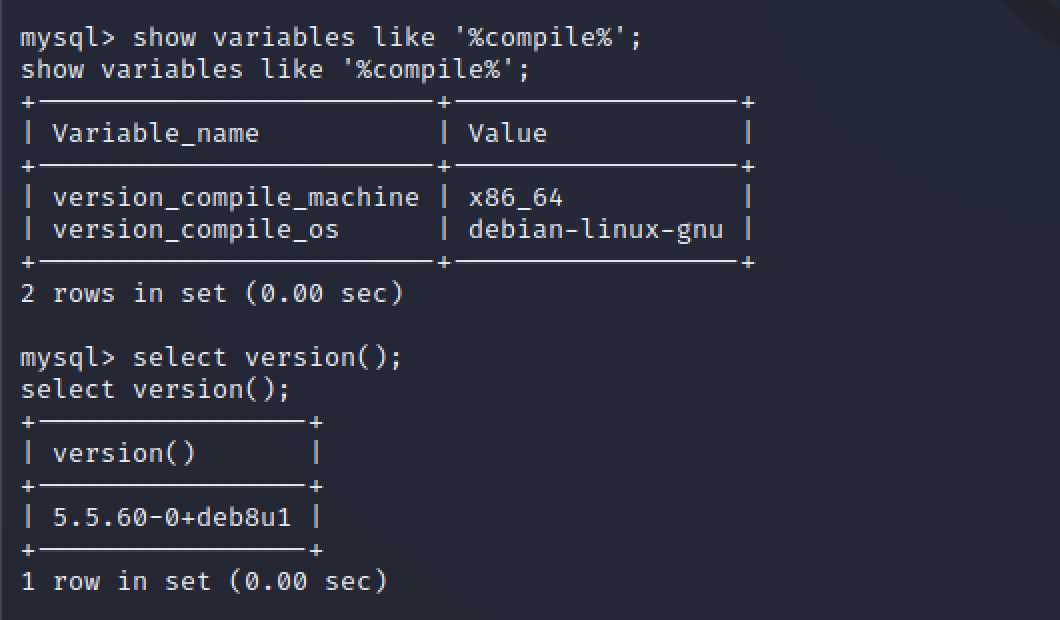 mysql> show variables like '%compile%';
show variables like '%compile%';
+-------------------------+-------------------+
| Variable_name | Value |
+-------------------------+-------------------+
| version_compile_machine | x86_64 |
| version_compile_os | debian-linux-gnu |
+-------------------------+-------------------+
2 rows in set (0.00 sec)
mysql> select version();
select version();
+-----------------+
| version() |
+-----------------+
| 5.5.60-0+deb8u1 |
+-----------------+
1 row in set (0.00 sec)